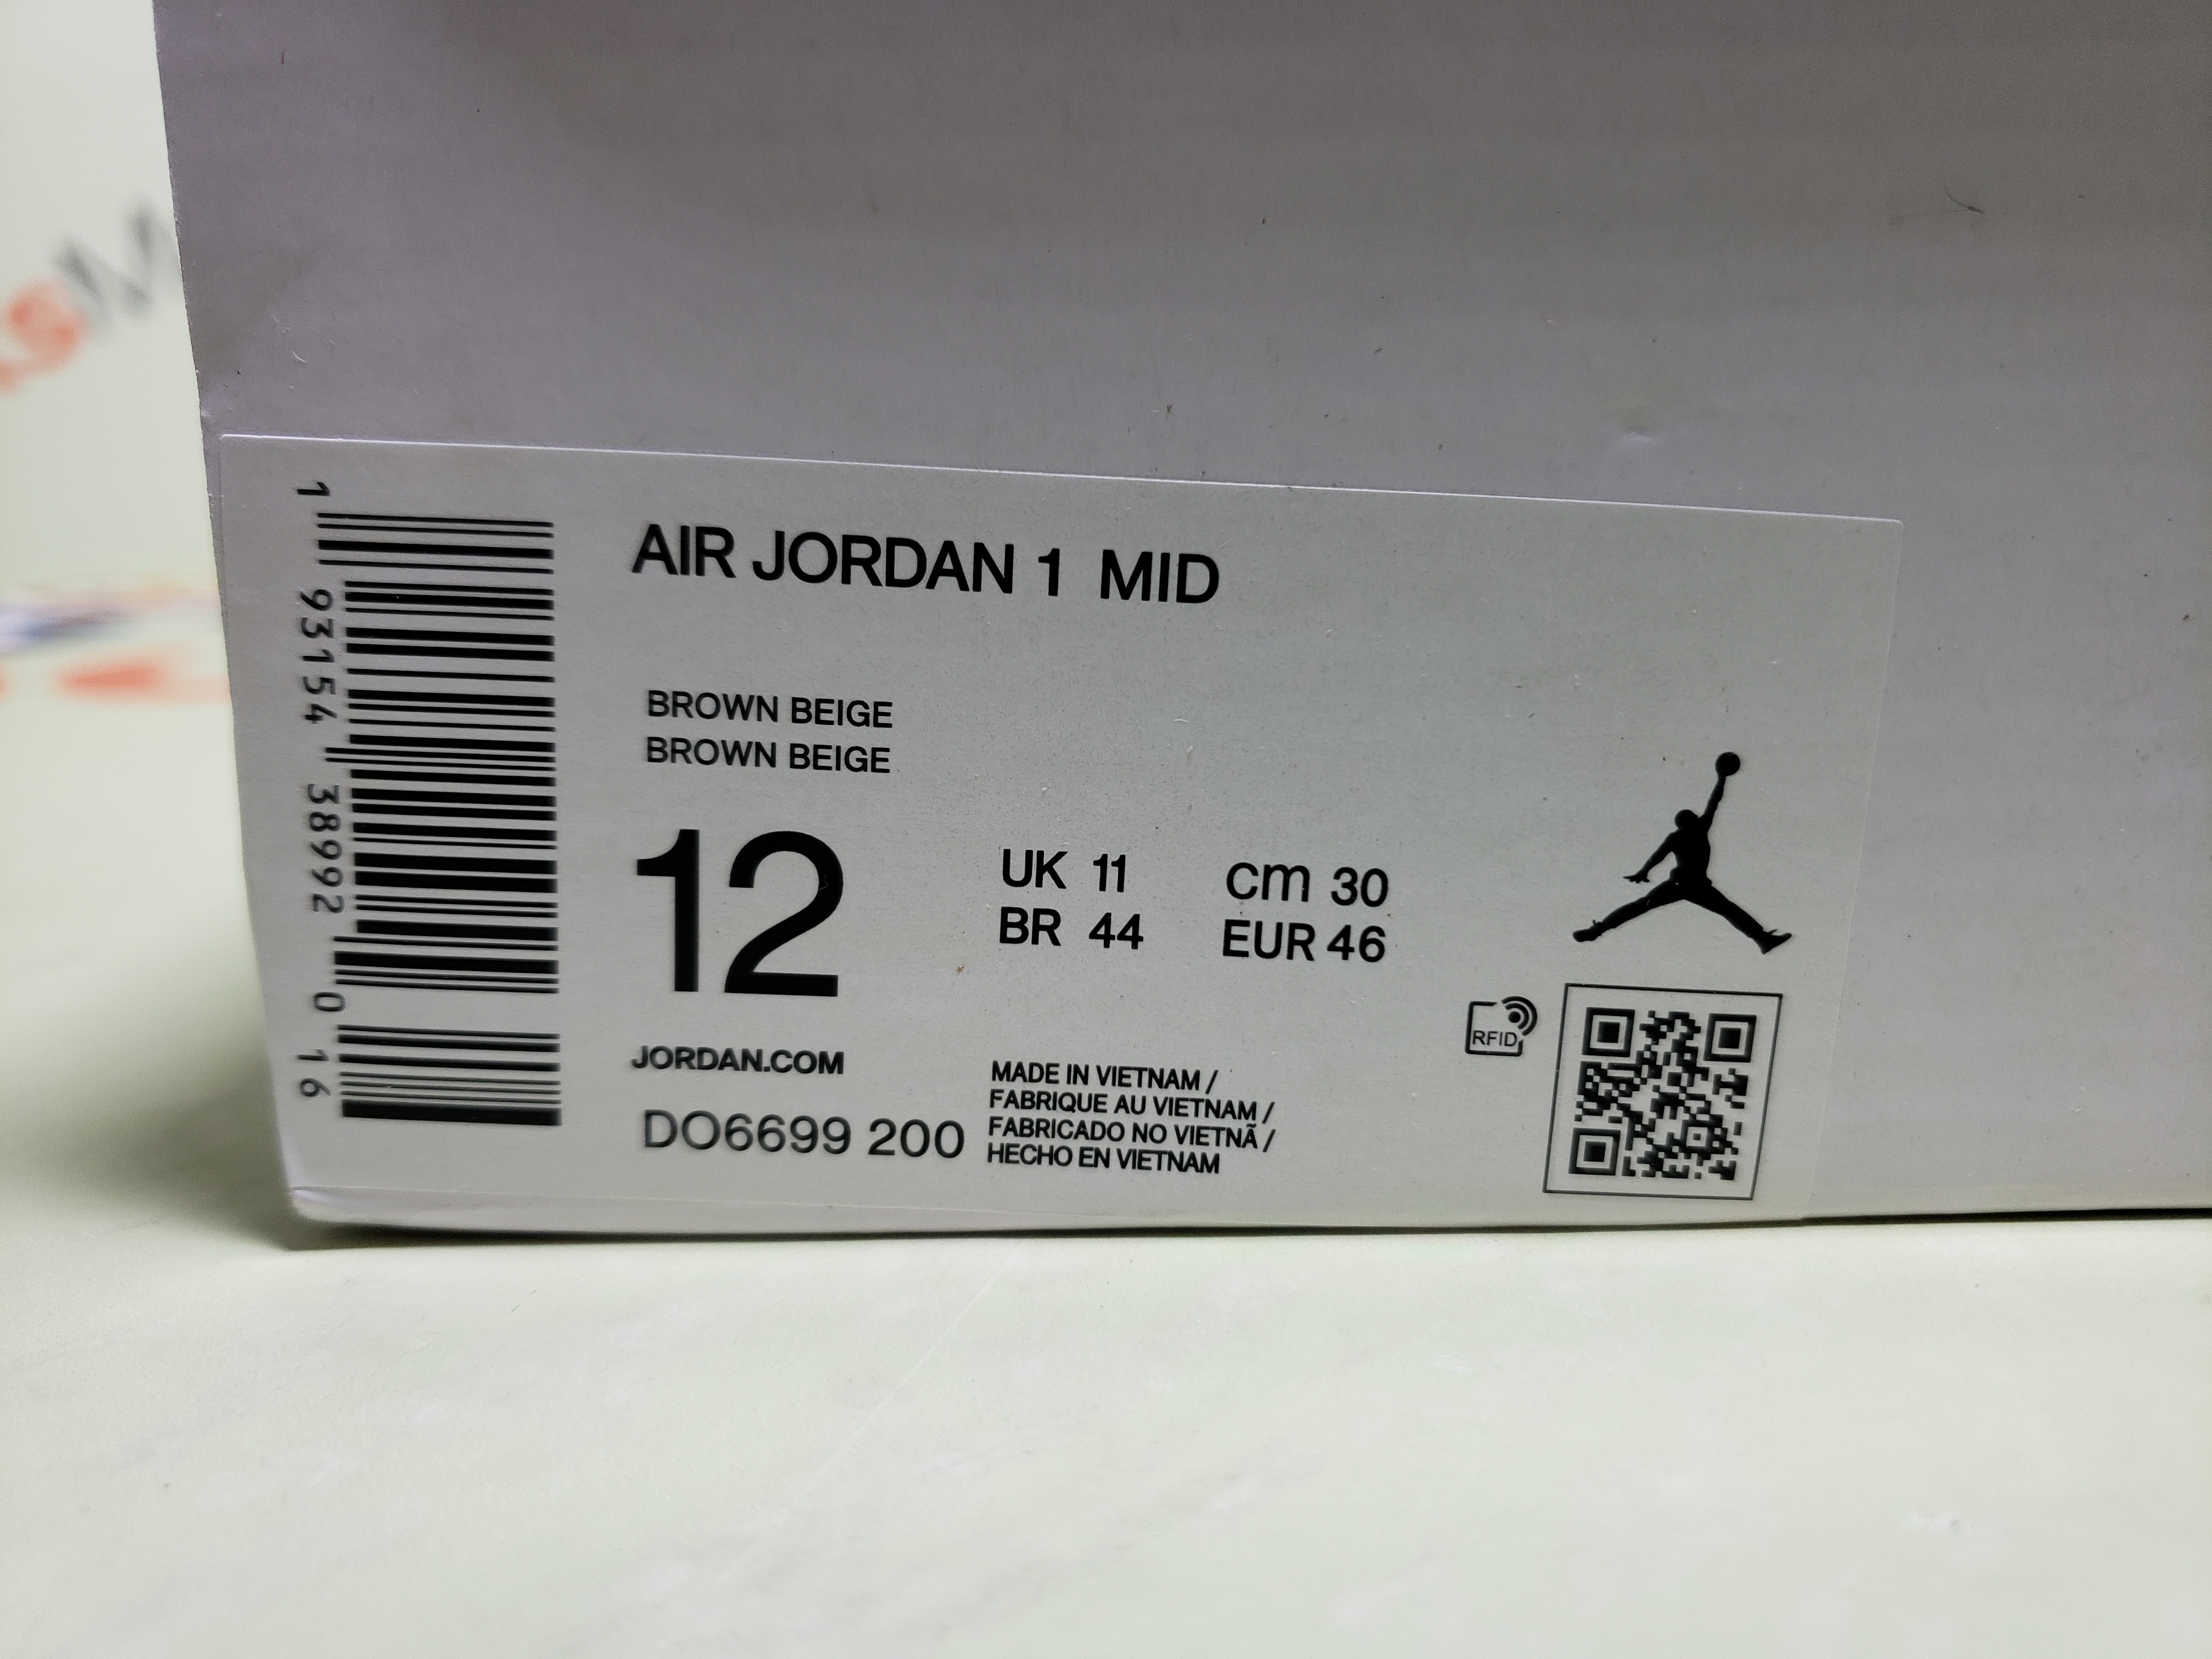 AIR JORDAN 1 MID
BROWN BEIGE
BROWN BEIGE
12
UK 11
BR 44
cm 30
EUR 46
RFID
JORDAN.COM
DO6699 200
MADE IN VIETNAM /
FABRIQUE AU VIETNAM /
FABRICADO NO VIETNÃ /
HECHO EN VIETNAM
1 93154 38992 0 16